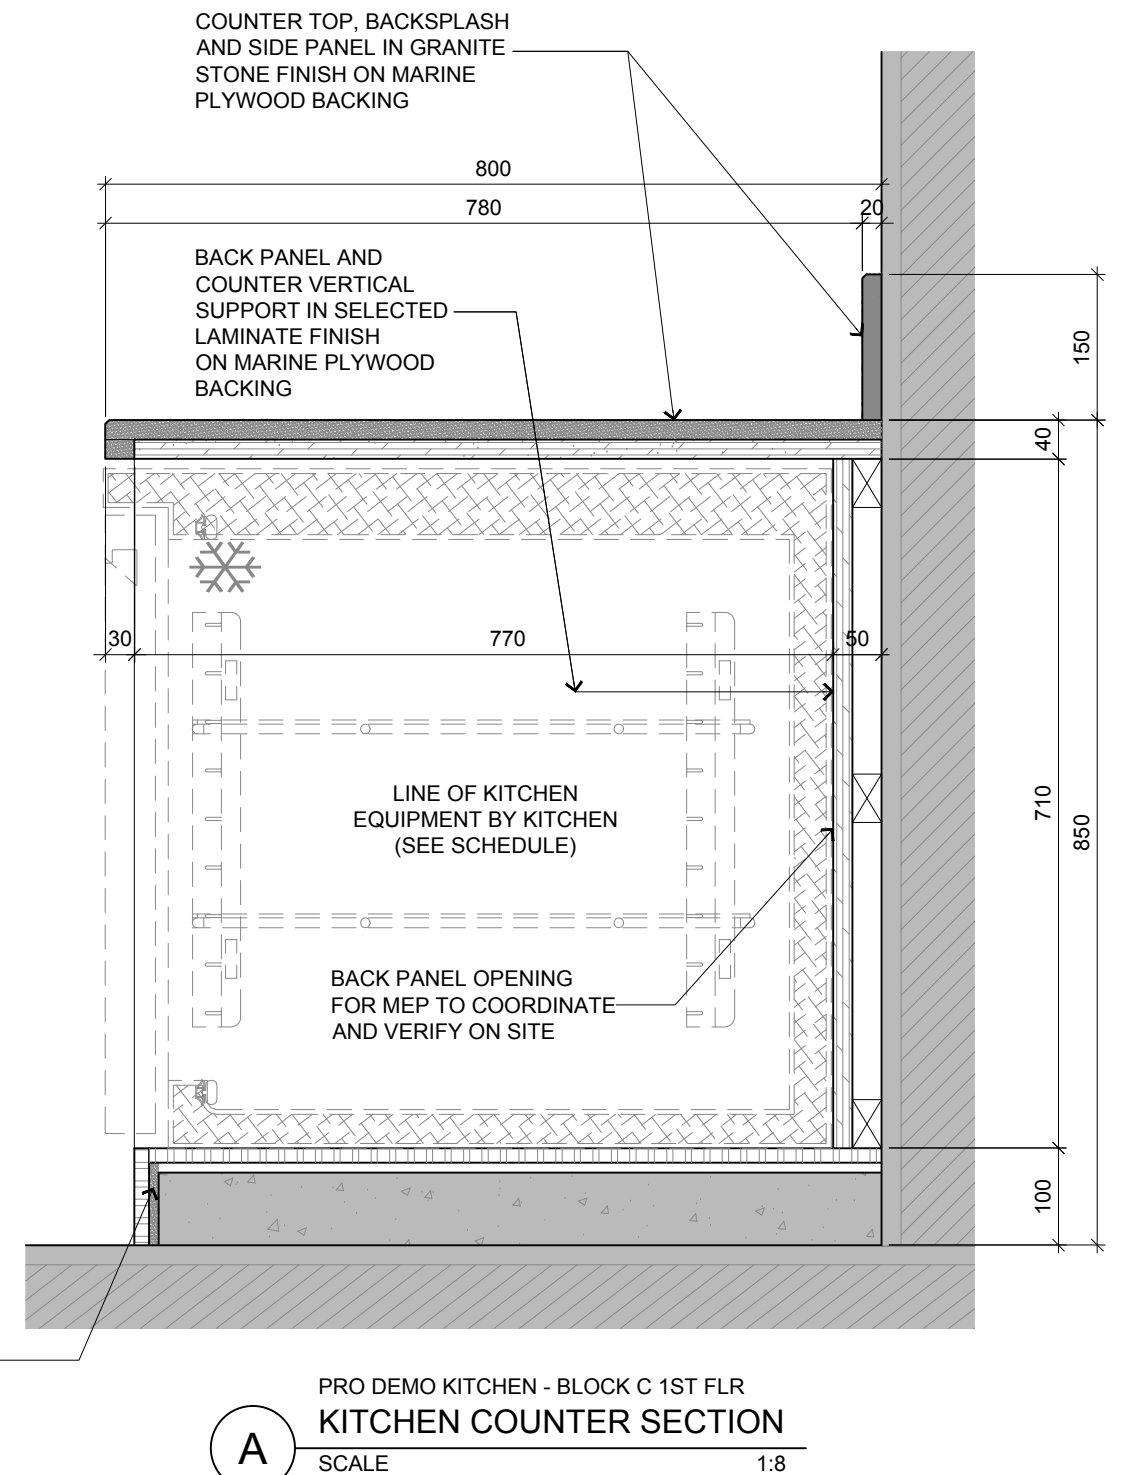 COUNTER TOP, BACKSPLASH
AND SIDE PANEL IN GRANITE
STONE FINISH ON MARINE
PLYWOOD BACKING
800
780
20
BACK PANEL AND
COUNTER VERTICAL
SUPPORT IN SELECTED
LAMINATE FINISH
ON MARINE PLYWOOD
BACKING
150
40
30
770
50
LINE OF KITCHEN
EQUIPMENT BY KITCHEN
(SEE SCHEDULE)
710
850
BACK PANEL OPENING
FOR MEP TO COORDINATE
AND VERIFY ON SITE
100
PRO DEMO KITCHEN - BLOCK C 1ST FLR
A
KITCHEN COUNTER SECTION
SCALE 1:8